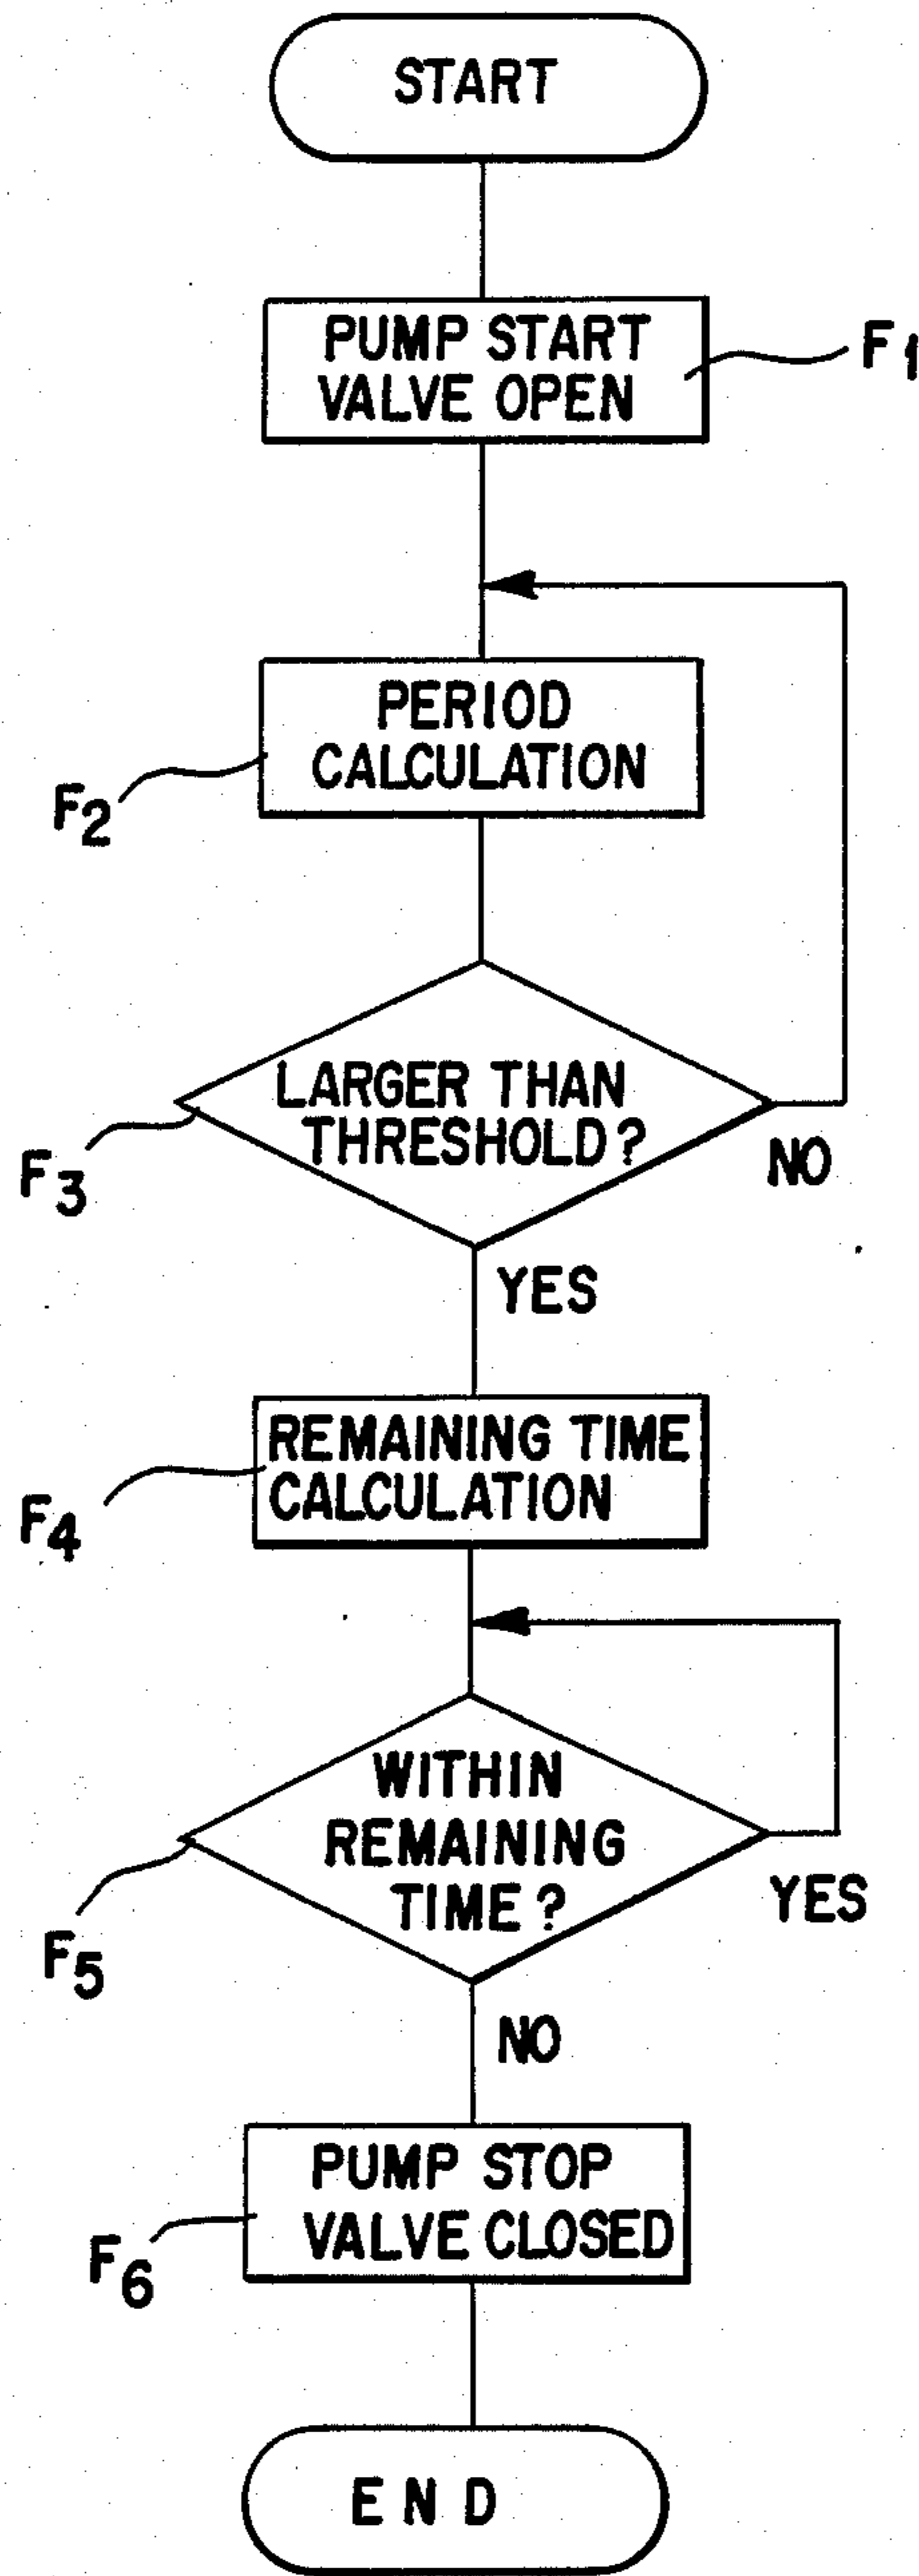 START
PUMP START
VALVE OPEN
F1
PERIOD
CALCULATION
F2
LARGER THAN
THRESHOLD?
F3
NO
YES
REMAINING TIME
CALCULATION
F4
WITHIN
REMAINING
TIME?
F5
YES
NO
PUMP STOP
VALVE CLOSED
F6
END